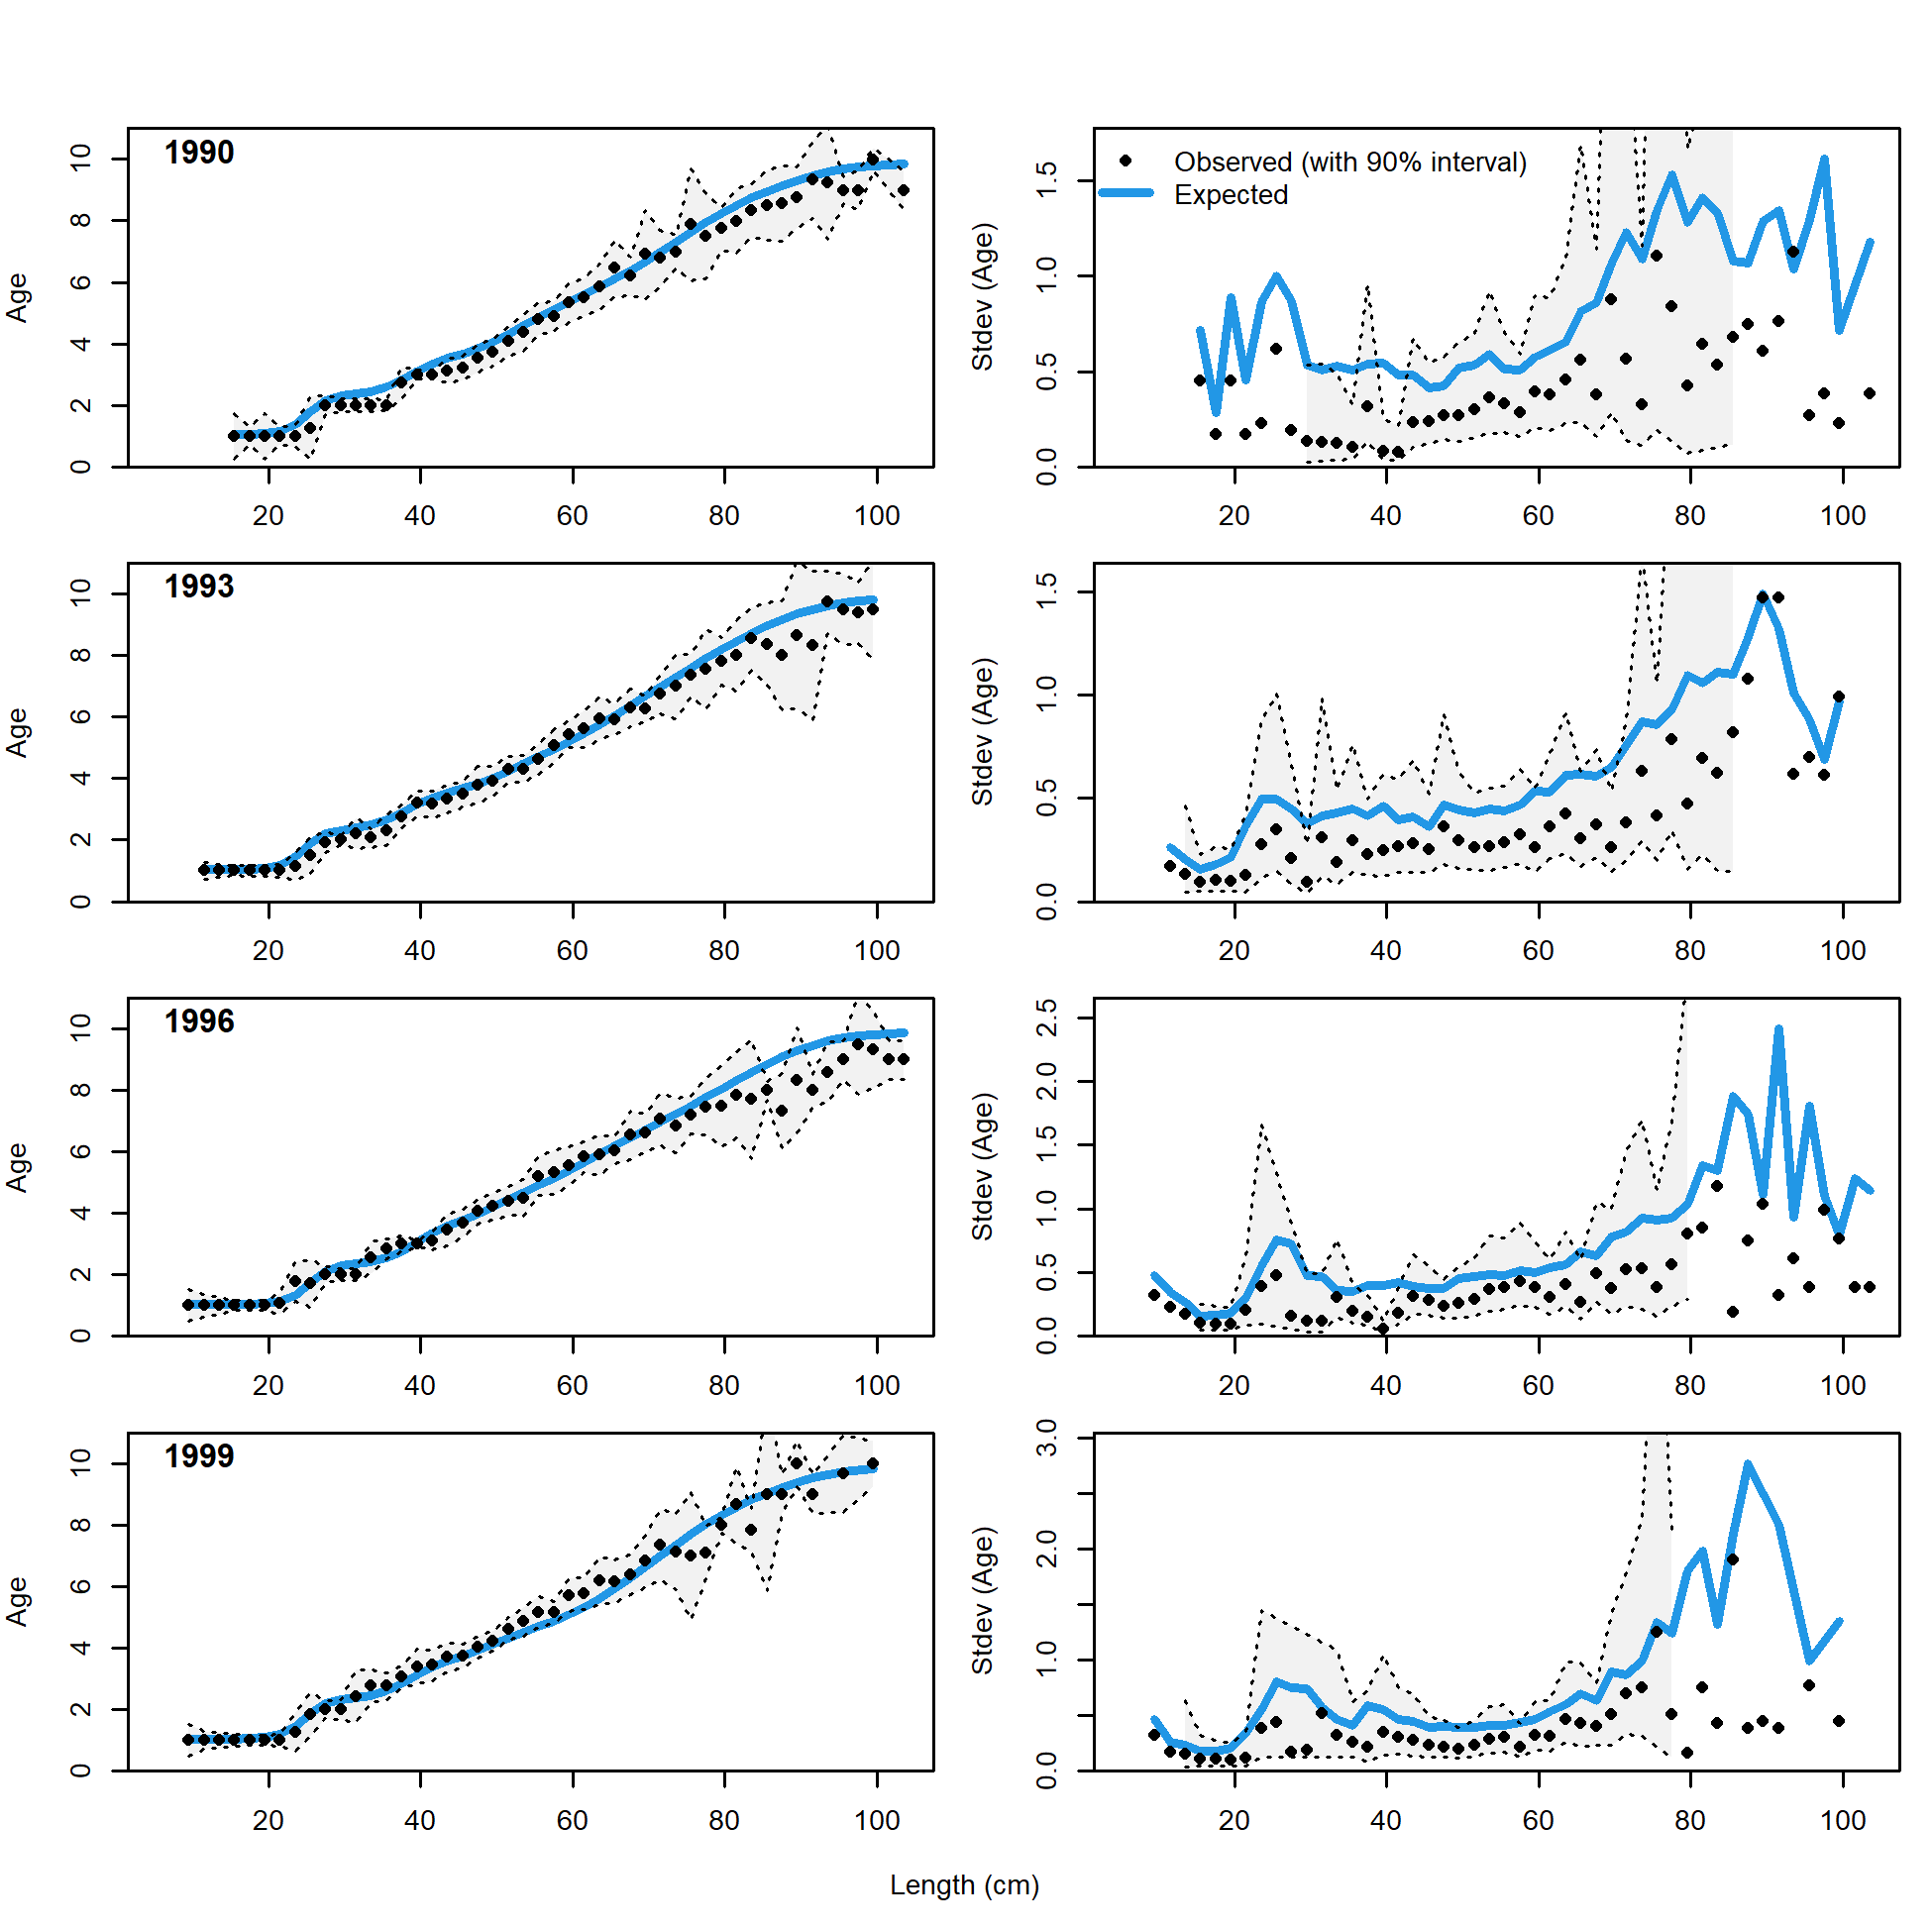 1990
Age
0 2 4 6 8 10
20 40 60 80 100
Observed (with 90% interval)
Expected
Stdev (Age)
0.0 0.5 1.0 1.5
20 40 60 80 100
1993
Age
0 2 4 6 8 10
20 40 60 80 100
Stdev (Age)
0.0 0.5 1.0 1.5
20 40 60 80 100
1996
Age
0 2 4 6 8 10
20 40 60 80 100
Stdev (Age)
0.0 0.5 1.0 1.5 2.0 2.5
20 40 60 80 100
1999
Age
0 2 4 6 8 10
20 40 60 80 100
Stdev (Age)
0.0 1.0 2.0 3.0
20 40 60 80 100
Length (cm)